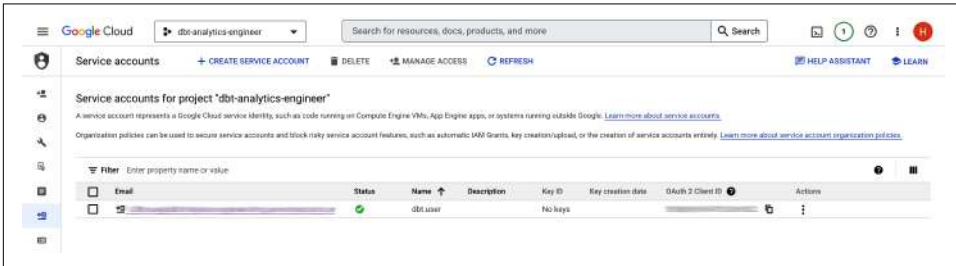 Google Cloud dbt-analytics-engineer Search for resources, docs, products, and more Search 1 H
Service accounts + CREATE SERVICE ACCOUNT DELETE MANAGE ACCESS REFRESH HELP ASSISTANT LEARN
Service accounts for project "dbt-analytics-engineer"
A service account represents a Google Cloud service identity, such as code running on Compute Engine VMs, App Engine apps, or systems running outside Google. Learn more about service accounts.
Organization policies can be used to secure service accounts and block risky service account features, such as automatic IAM Grants, key creation/upload, or the creation of service accounts entirely. Learn more about service account organization policies.
Filter Enter property name or value
Email Status Name Description Key ID Key creation date OAuth 2 Client ID Actions
dbt-user No keys